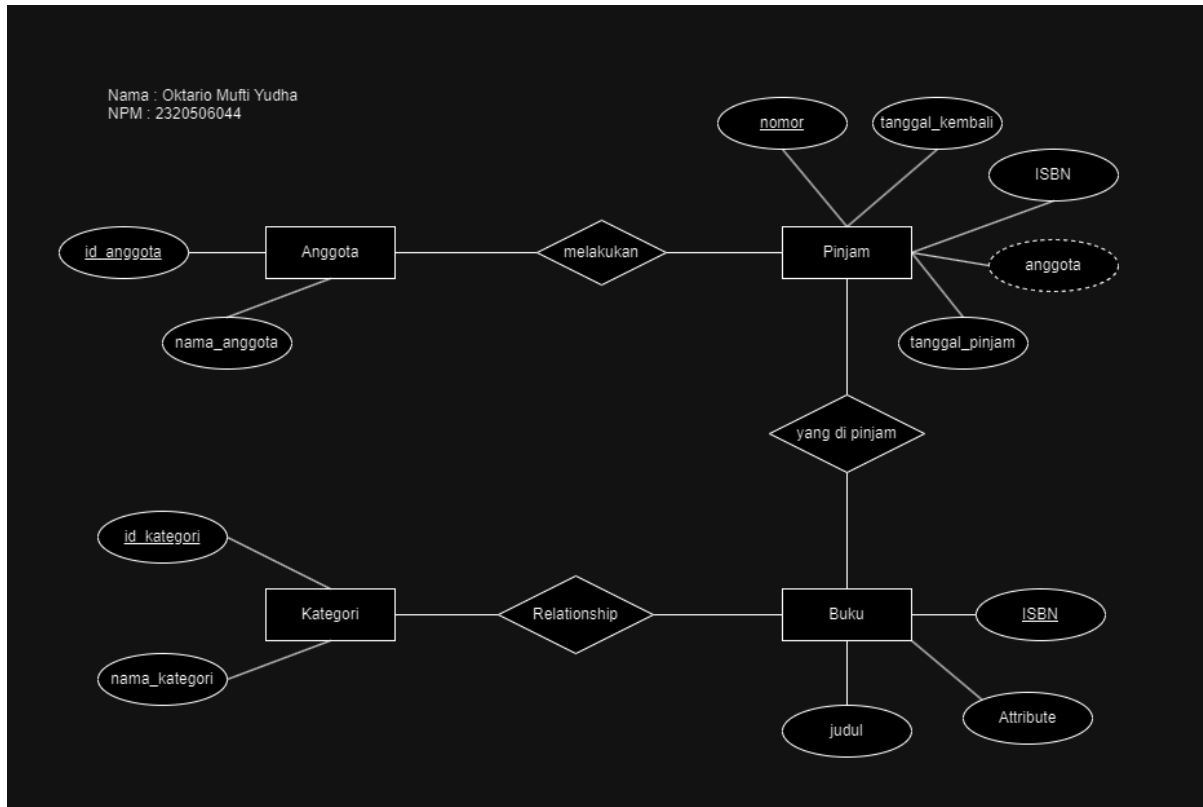 Nama : Oktario Mufti Yudha
NPM : 2320506044
nomor
tanggal_kembali
ISBN
id_anggota
Anggota
melakukan
Pinjam
anggota
nama_anggota
tanggal_pinjam
yang di pinjam
id_kategori
Kategori
Relationship
Buku
ISBN
nama_kategori
judul
Attribute